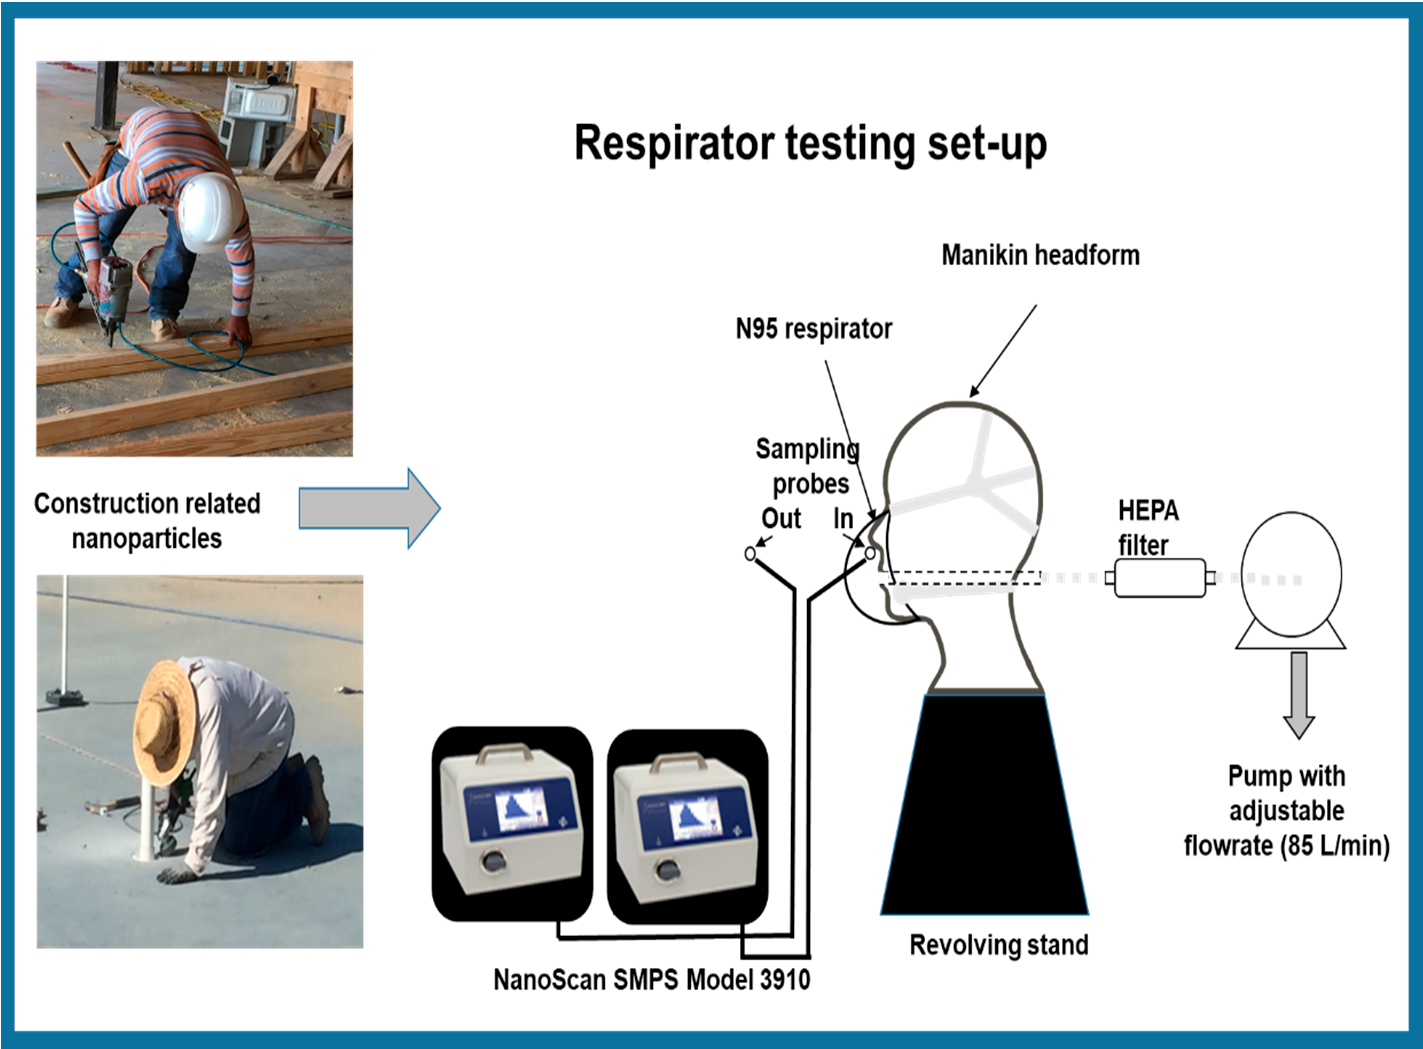 Respirator testing set-up
Manikin headform
N95 respirator
Sampling
probes
Out In
Construction related
nanoparticles
HEPA
filter
Pump with
adjustable
flowrate (85 L/min)
Revolving stand
NanoScan SMPS Model 3910